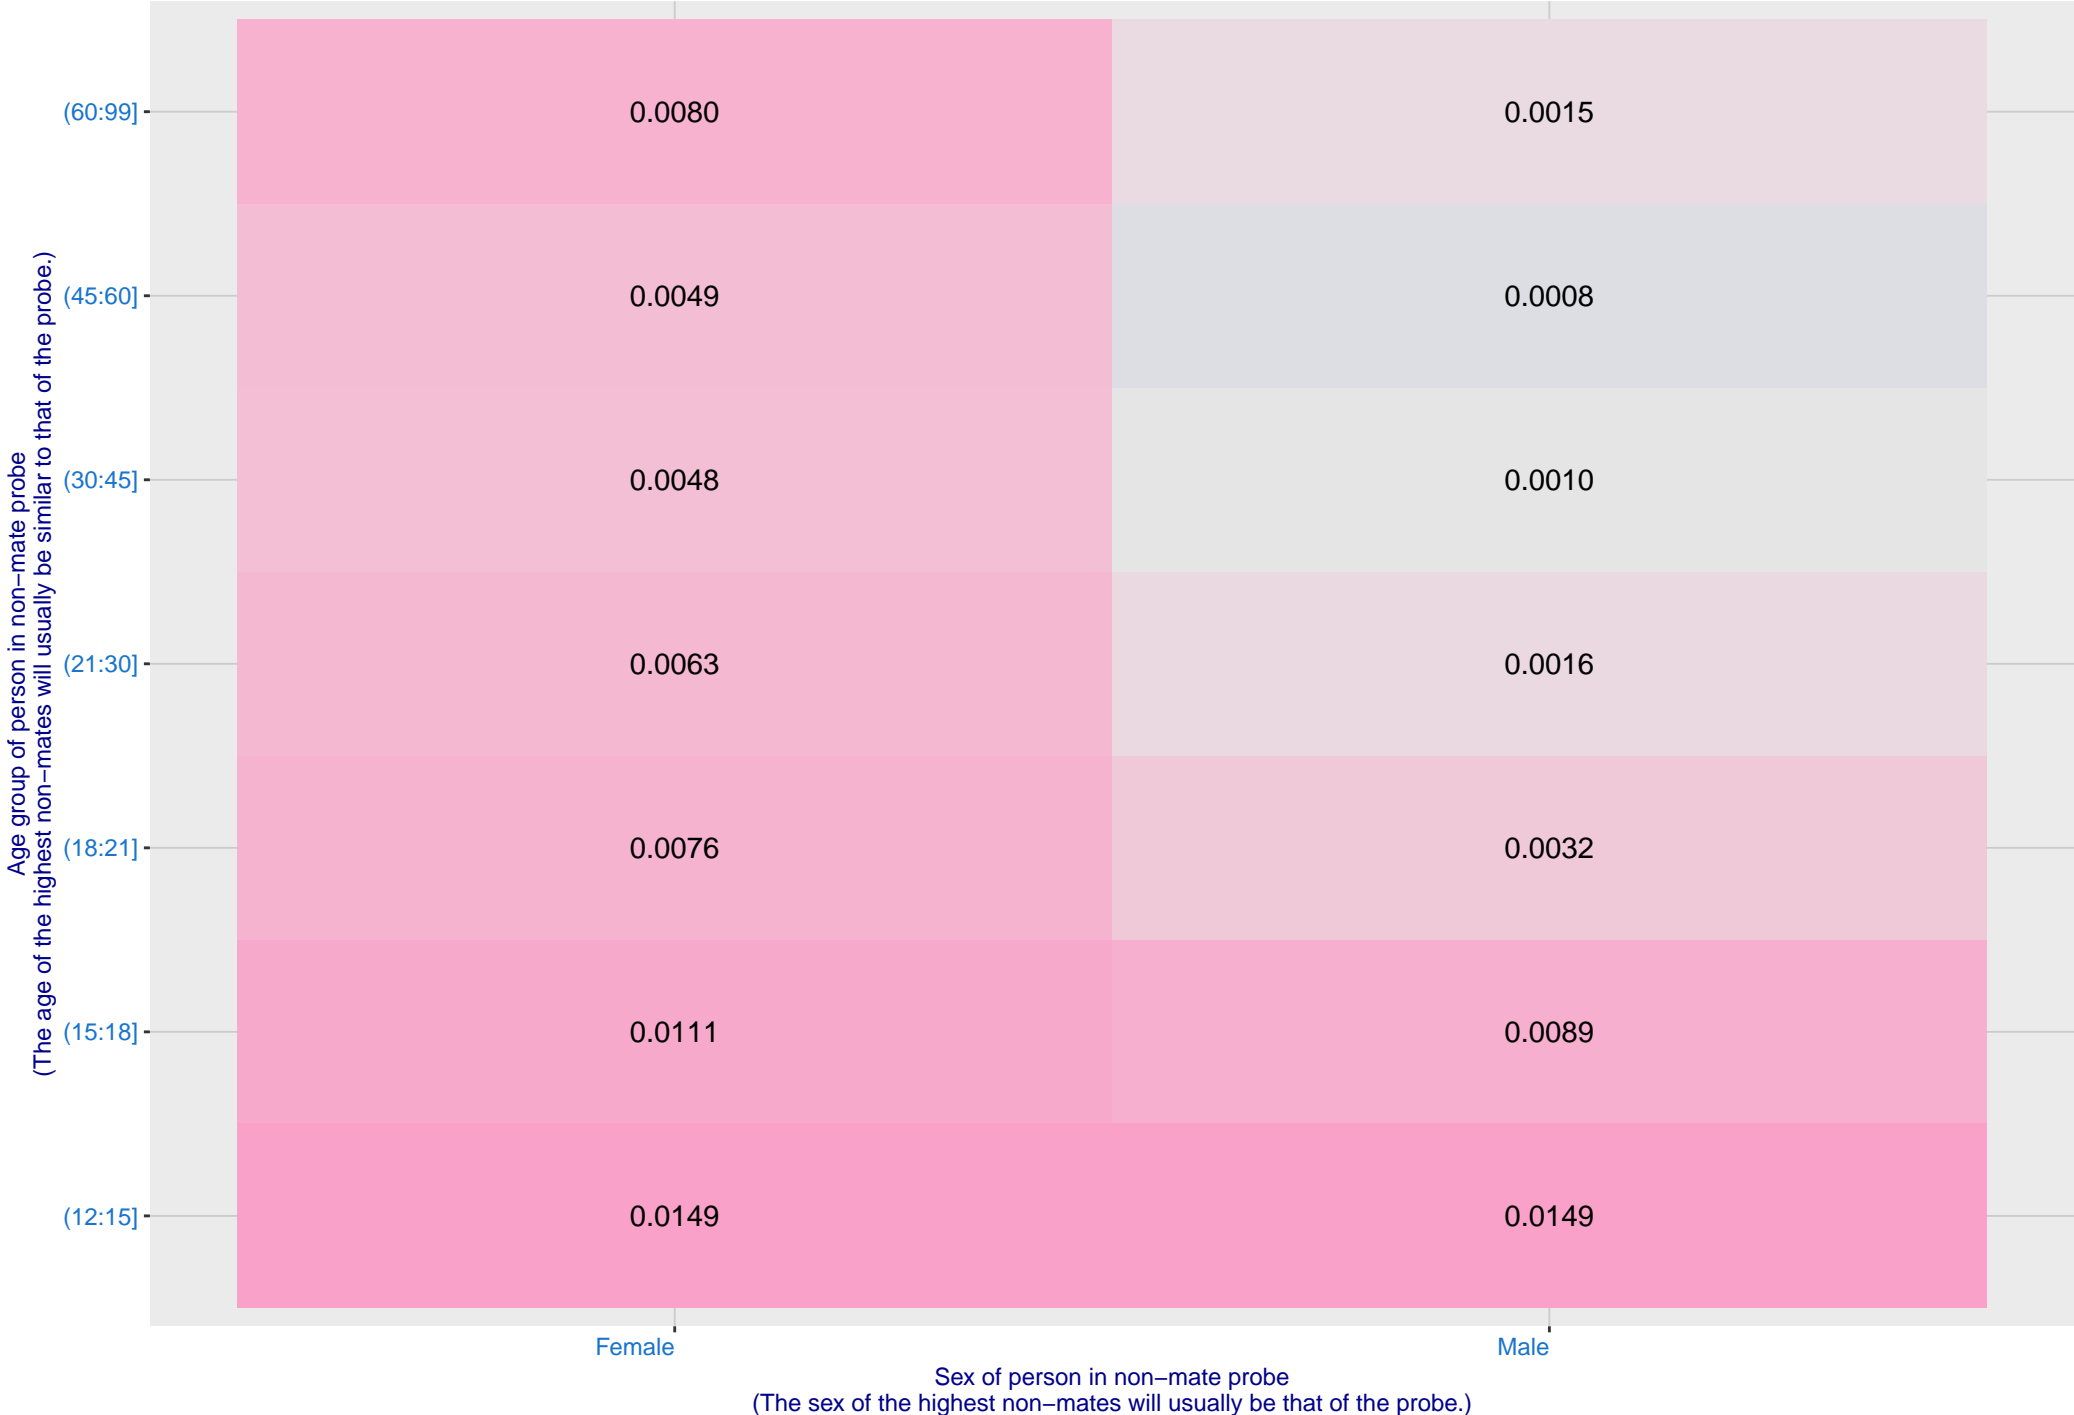 Age group of person in non−mate probe
(The age of the highest non−mates will usually be similar to that of the probe.)
(60:99] 0.0080 0.0015
(45:60] 0.0049 0.0008
(30:45] 0.0048 0.0010
(21:30] 0.0063 0.0016
(18:21] 0.0076 0.0032
(15:18] 0.0111 0.0089
(12:15] 0.0149 0.0149
Female Male
Sex of person in non−mate probe
(The sex of the highest non−mates will usually be that of the probe.)